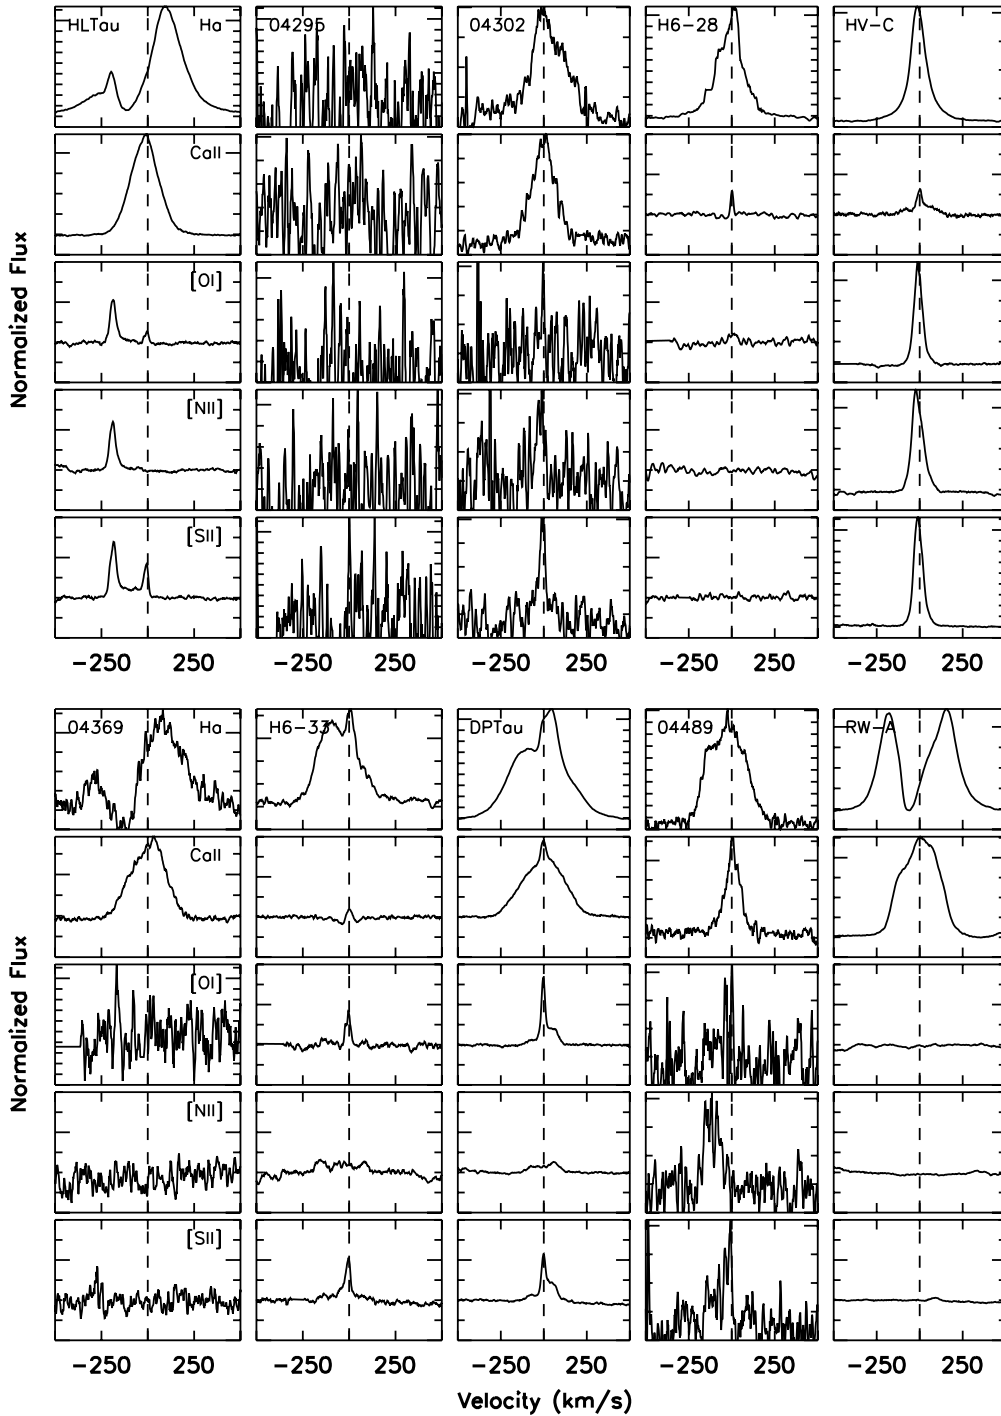 HLTau Ha 04295 04302 H6-28 HV-C
CaII
[OI]
[NII]
[SII]
-250 250 -250 250 -250 250 -250 250 -250 250
Normalized Flux
04369 Ha H6-33 DPTau 04489 RW-A
CaII
[OI]
[NII]
[SII]
-250 250 -250 250 -250 250 -250 250 -250 250
Normalized Flux
Velocity (km/s)